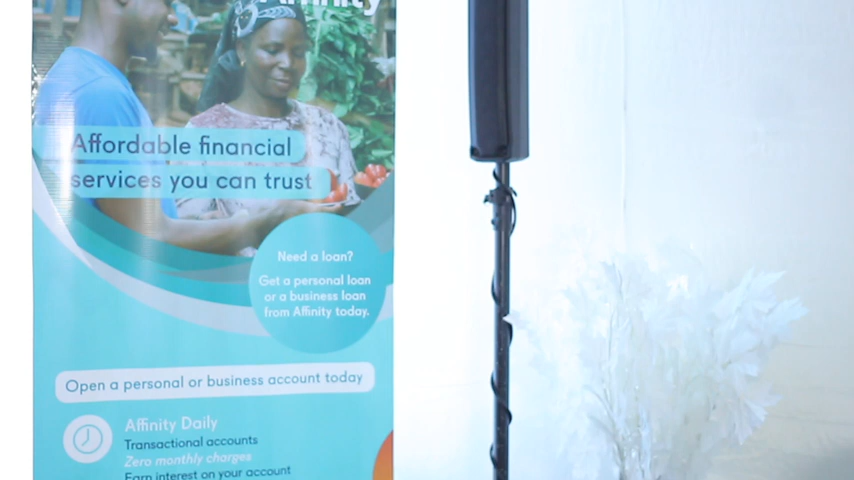 Affinity
Affordable financial
services you can trust
Need a loan?
Get a personal loan
or a business loan
from Affinity today.
Open a personal or business account today
Affinity Daily
Transactional accounts
Zero monthly charges
Earn interest on your account